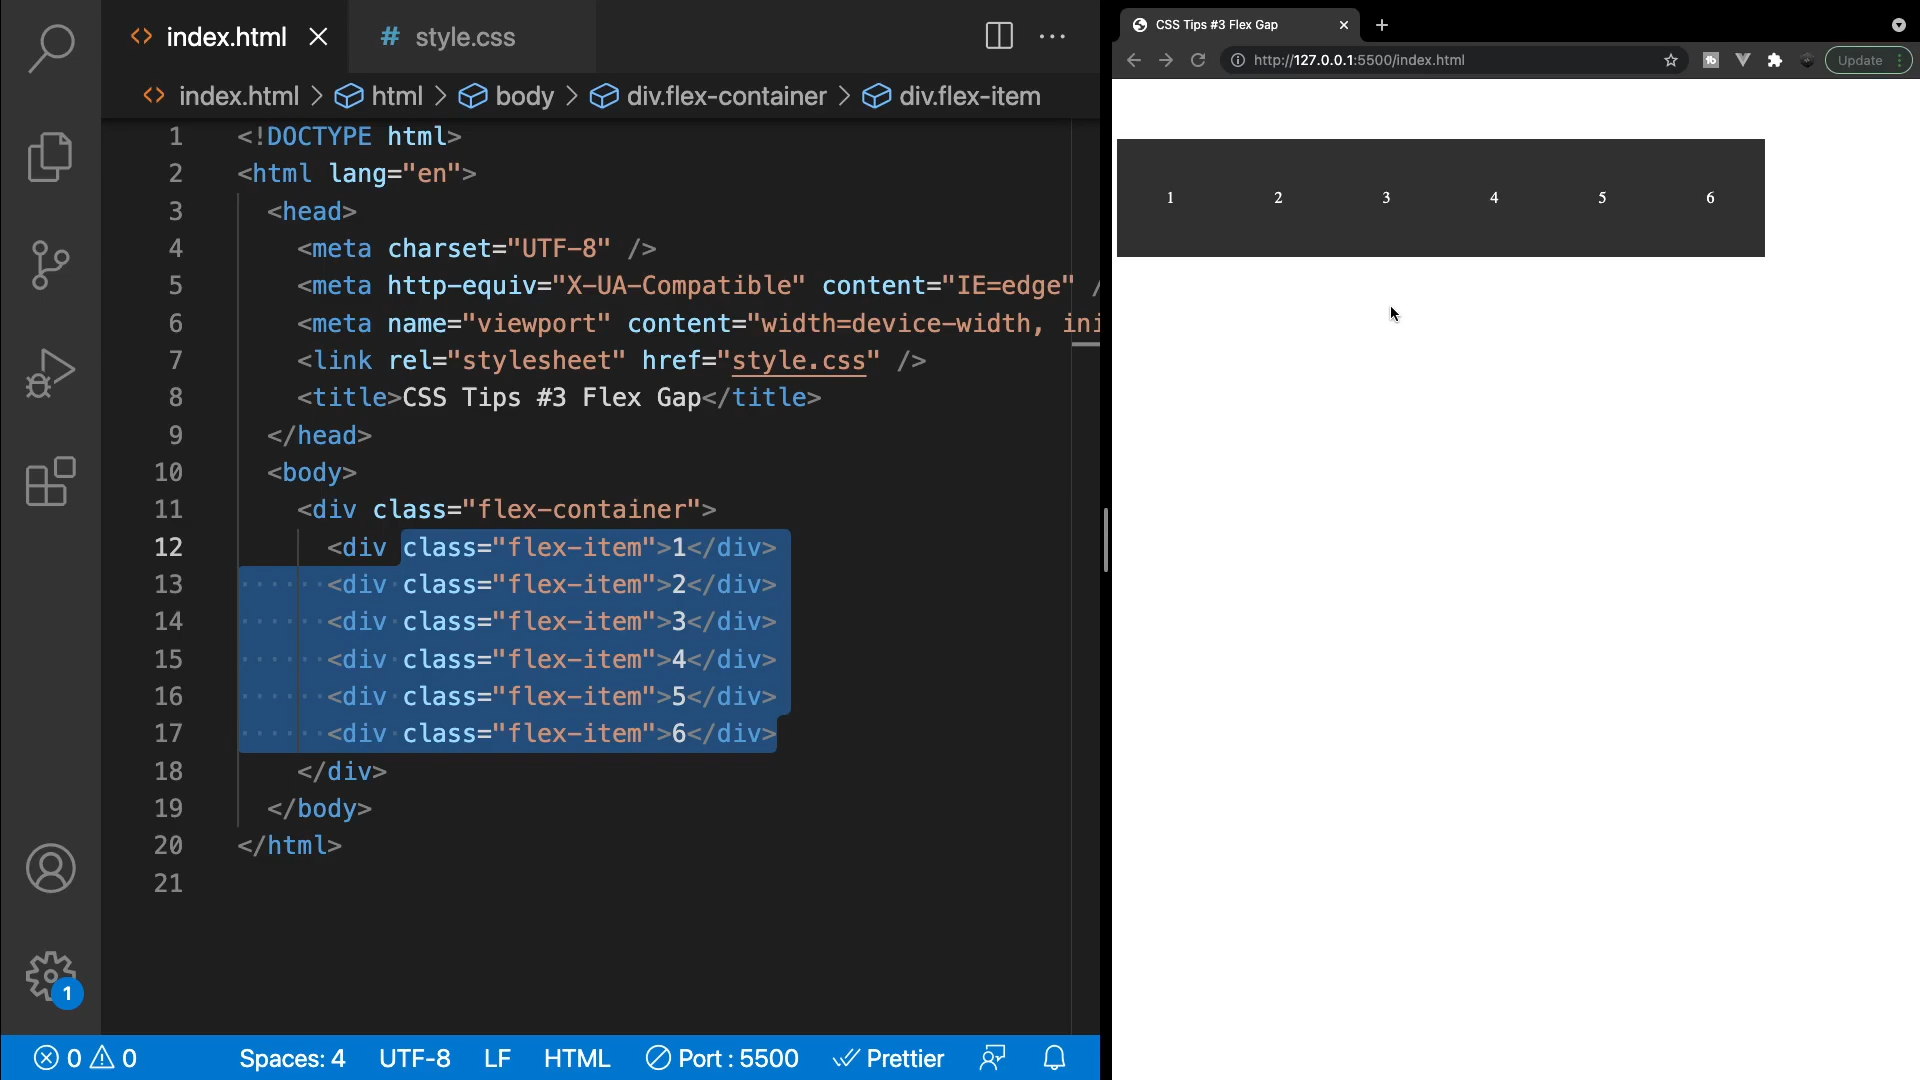 index.html
# style.css
index.html > html > body > div.flex-container > div.flex-item
1 <!DOCTYPE html>
2 <html lang="en">
3 <head>
4 <meta charset="UTF-8" />
5 <meta http-equiv="X-UA-Compatible" content="IE=edge" /
6 <meta name="viewport" content="width=device-width, ini
7 <link rel="stylesheet" href="style.css" />
8 <title>CSS Tips #3 Flex Gap</title>
9 </head>
10 <body>
11 <div class="flex-container">
12 <div class="flex-item">1</div>
13 <div class="flex-item">2</div>
14 <div class="flex-item">3</div>
15 <div class="flex-item">4</div>
16 <div class="flex-item">5</div>
17 <div class="flex-item">6</div>
18 </div>
19 </body>
20 </html>
21
1
0 0 Spaces: 4 UTF-8 LF HTML Port : 5500 Prettier
CSS Tips #3 Flex Gap
http://127.0.0.1:5500/index.html
Update
1 2 3 4 5 6